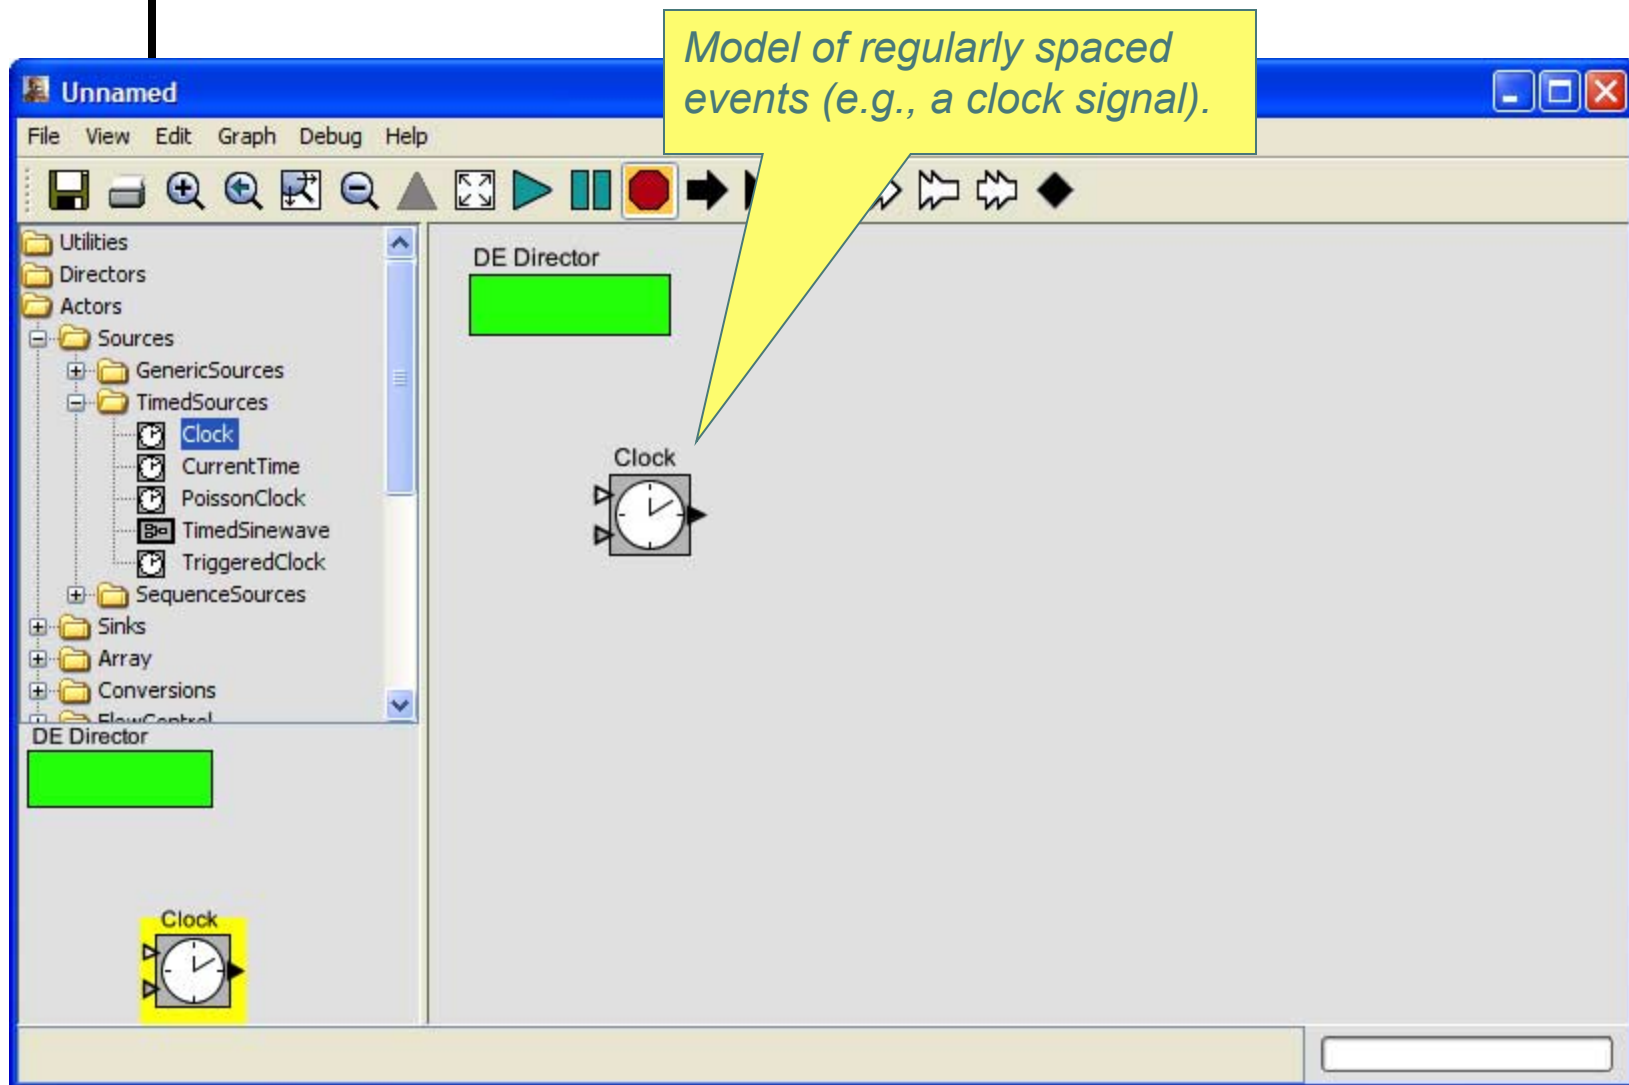 Model of regularly spaced
events (e.g., a clock signal).
Unnamed
File View Edit Graph Debug Help
Utilities
Directors
Actors
Sources
GenericSources
TimedSources
Clock
CurrentTime
PoissonClock
TimedSinewave
TriggeredClock
SequenceSources
Sinks
Array
Conversions
FlowControl
DE Director
Clock
DE Director
Clock